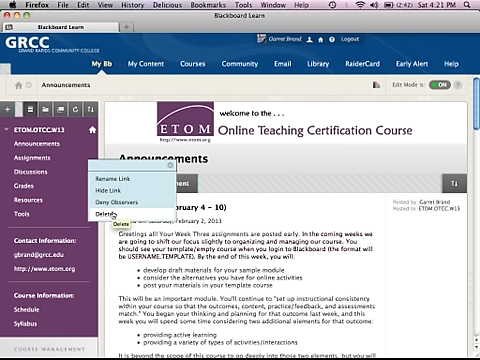 Firefox File Edit View History Delicious Bookmarks Tools Window Help (2:42) Sat 4:21 PM
Blackboard Learn
Bb Blackboard Learn
GRCC
GRAND RAPIDS COMMUNITY COLLEGE
Garret Brand Logout
My Bb My Content Courses Community Email Library RaiderCard Early Alert Help
Announcements Edit Mode is: ON
ETOM.OTCC.W13
Announcements
Assignments
Discussions
Grades
Resources
Tools
Contact Information:
gbrand@grcc.edu
http://www.etom.org
Course Information:
Schedule
Syllabus
COURSE MANAGEMENT
Rename Link
Hide Link
Deny Observers
Delete
Delete
welcome to the . . .
ETOM
http://www.etom.org
Online Teaching Certification Course
Announcements
ebruary 4 - 10)
Posted by: Garret Brand
Posted to: ETOM.OTCC.W13
Saturday, February 2, 2013
Greetings all! Your Week Three assignments are posted early. In the coming weeks we
are going to shift our focus slightly to organizing and managing our course. You
should see your template/empty course when you login to Blackboard (the format will
be USERNAME.TEMPLATE). By the end of this week, you will:
• develop draft materials for your sample module
• consider the alternatives you have for online activities
• post your materials in your template course
This will be an important module. You'll continue to "set up instructional consistency
within your course so that the outcomes, content, practice/feedback, and assessments
match." You began your thinking and planning for that outcome last week, and this
week you will spend some time considering two additional elements for that outcome:
• providing active learning
• providing a variety of types of activities/interactions
It is beyond the scope of this course to go deeply into those two elements, but you will